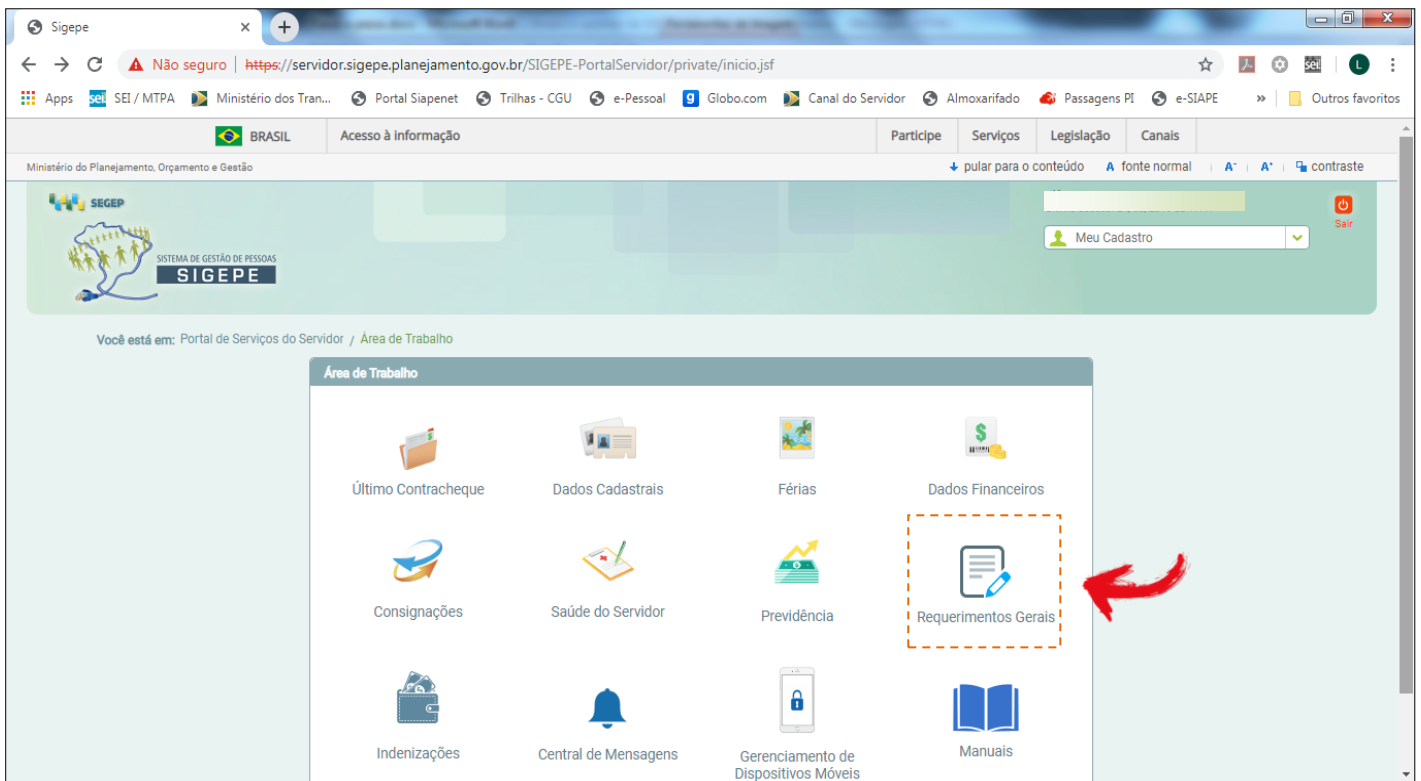 Sigepe
Não seguro | https://servidor.sigepe.planejamento.gov.br/SIGEPE-PortalServidor/private/inicio.jsf
L
Apps
sei! SEI / MTPA
Ministério dos Tran...
Portal Siapenet
Trilhas - CGU
e-Pessoal
g Globo.com
Canal do Servidor
Almoxarifado
Passagens PI
e-SIAPE
»
Outros favoritos
BRASIL
Acesso à informação
Participe
Serviços
Legislação
Canais
Ministério do Planejamento, Orçamento e Gestão
pular para o conteúdo
A fonte normal
A-
A+
contraste
SEGEP
SISTEMA DE GESTÃO DE PESSOAS
SIGEPE
Sair
Meu Cadastro
Você está em: Portal de Serviços do Servidor / Área de Trabalho
Área de Trabalho
Último Contracheque
Dados Cadastrais
Férias
Dados Financeiros
Consignações
Saúde do Servidor
Previdência
Requerimentos Gerais
Indenizações
Central de Mensagens
Gerenciamento de
Dispositivos Móveis
Manuais